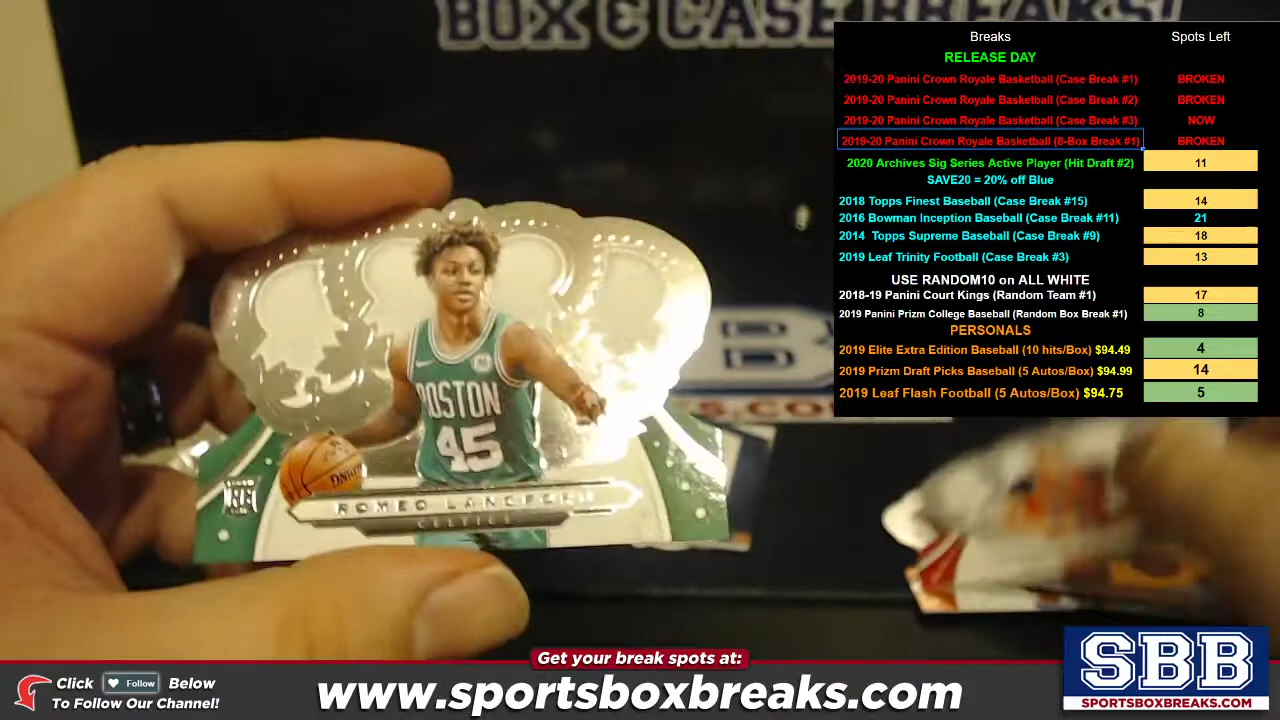 BOX & CASE BREAKS!
Breaks Spots Left
RELEASE DAY
2019-20 Panini Crown Royale Basketball (Case Break #1) BROKEN
2019-20 Panini Crown Royale Basketball (Case Break #2) BROKEN
2019-20 Panini Crown Royale Basketball (Case Break #3) NOW
2019-20 Panini Crown Royale Basketball (8-Box Break #1) BROKEN
2020 Archives Sig Series Active Player (Hit Draft #2) 11
SAVE20 = 20% off Blue
2018 Topps Finest Baseball (Case Break #15) 14
2016 Bowman Inception Baseball (Case Break #11) 21
2014 Topps Supreme Baseball (Case Break #9) 18
2019 Leaf Trinity Football (Case Break #3) 13
USE RANDOM10 on ALL WHITE
2018-19 Panini Court Kings (Random Team #1) 17
2019 Panini Prizm College Baseball (Random Box Break #1) 8
PERSONALS
2019 Elite Extra Edition Baseball (10 hits/Box) $94.49 4
2019 Prizm Draft Picks Baseball (5 Autos/Box) $94.99 14
2019 Leaf Flash Football (5 Autos/Box) $94.75 5
BOSTON
45
ROMEO LANGFORD
CELTICS
Get your break spots at:
Click Follow Below
To Follow Our Channel!
www.sportsboxbreaks.com
SBB
SPORTSBOXBREAKS.COM